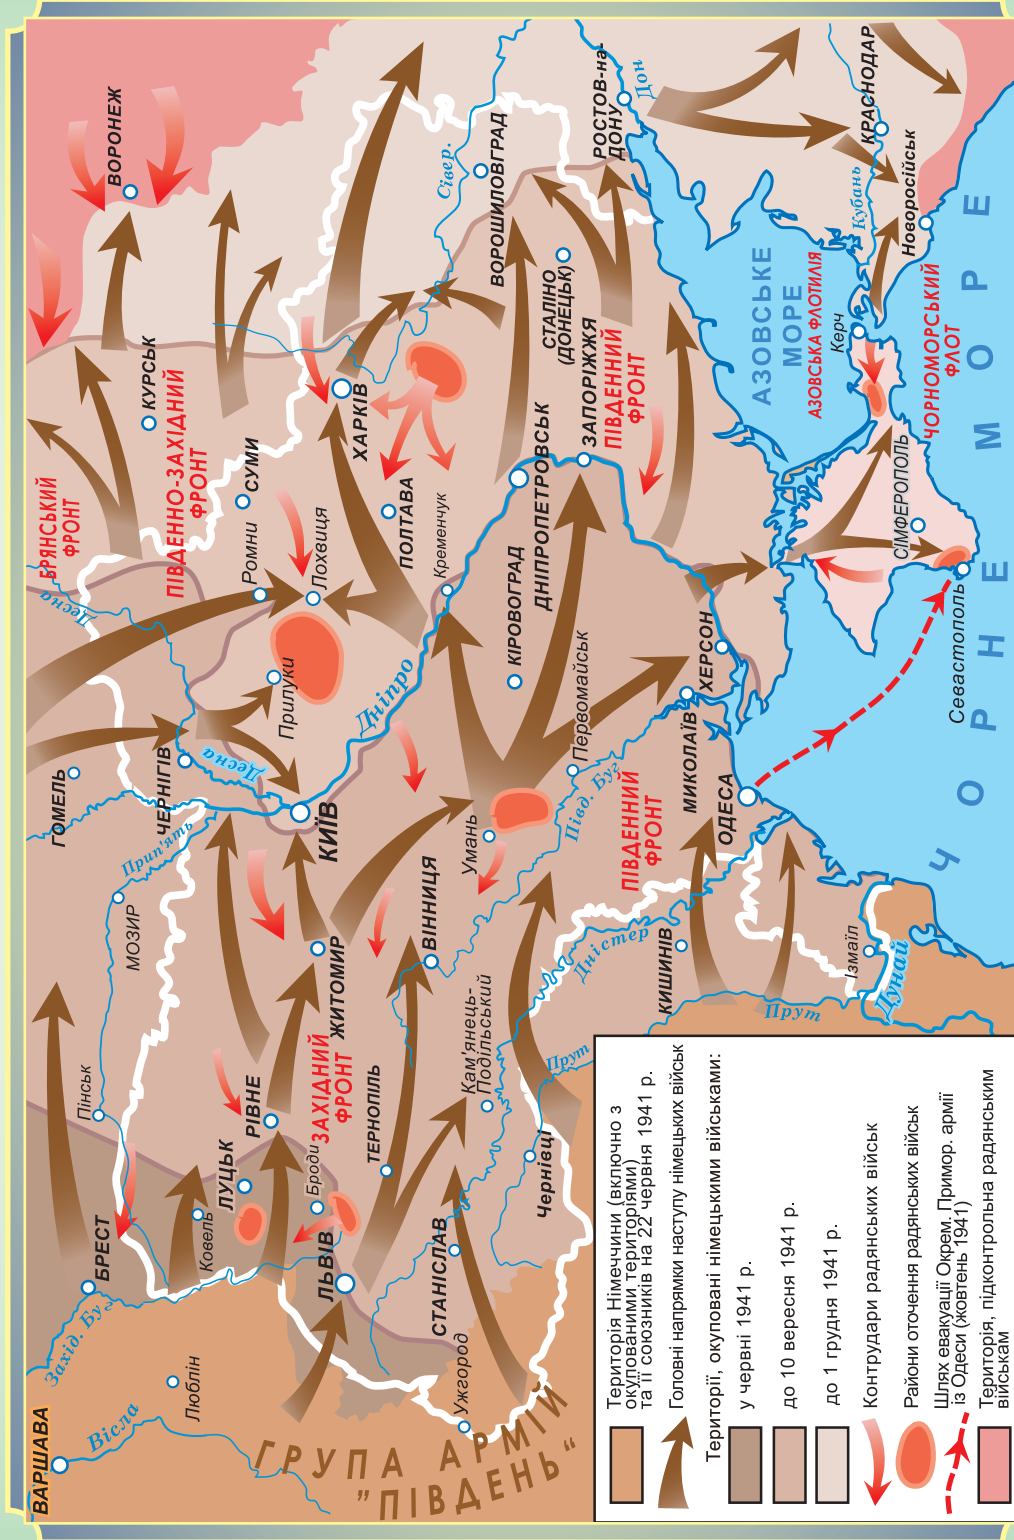 ВАРШАВА
Вісла
Люблін
Захід. Буг
БРЕСТ
Пінськ
МОЗИР
Прип'ять
ГОМЕЛЬ
ЧЕРНІГІВ
Десна
Десна
БРЯНСЬКИЙ
ФРОНТ
КУРСЬК
ВОРОНЕЖ
ПІВДЕННО-ЗАХІДНИЙ
ФРОНТ
СУМИ
Ромни
Лохвиця
Прилуки
КИЇВ
Дніпро
ЖИТОМИР
ЗАХІДНИЙ
ФРОНТ
РІВНЕ
ЛУЦЬК
Ковель
Броди
ЛЬВІВ
ТЕРНОПІЛЬ
СТАНІСЛАВ
Ужгород
ГРУПА АРМІЙ
"ПІВДЕНЬ"
Чернівці
Кам'янець-
Подільський
ВІННИЦЯ
Умань
Півд. Буг
Первомайськ
КІРОВОГРАД
Кременчук
ПОЛТАВА
ХАРКІВ
Сівер.
ВОРОШИЛОВГРАД
СТАЛІНО
(ДОНЕЦЬК)
РОСТОВ-на-
ДОНУ
Дон
ДНІПРОПЕТРОВСЬК
ЗАПОРІЖЖЯ
ПІВДЕННИЙ
ФРОНТ
ПІВДЕННИЙ
ФРОНТ
ХЕРСОН
МИКОЛАЇВ
ОДЕСА
КИШИНІВ
Дністер
Прут
Прут
Ізмаїл
Дунай
АЗОВСЬКЕ
МОРЕ
АЗОВСЬКА ФЛОТИЛІЯ
Керч
Кубань
КРАСНОДАР
Новоросійськ
ЧОРНОМОРСЬКИЙ
ФЛОТ
СІМФЕРОПОЛЬ
Севастополь
ЧОРНЕ МОРЕ
Територія Німеччини (включно з
окупованими територіями)
та її союзників на 22 червня 1941 р.
Головні напрямки наступу німецьких військ
Території, окуповані німецькими військами:
у червні 1941 р.
до 10 вересня 1941 р.
до 1 грудня 1941 р.
Контрудари радянських військ
Райони оточення радянських військ
Шлях евакуації Окрем. Примор. армії
із Одеси (жовтень 1941)
Територія, підконтрольна радянським
військам